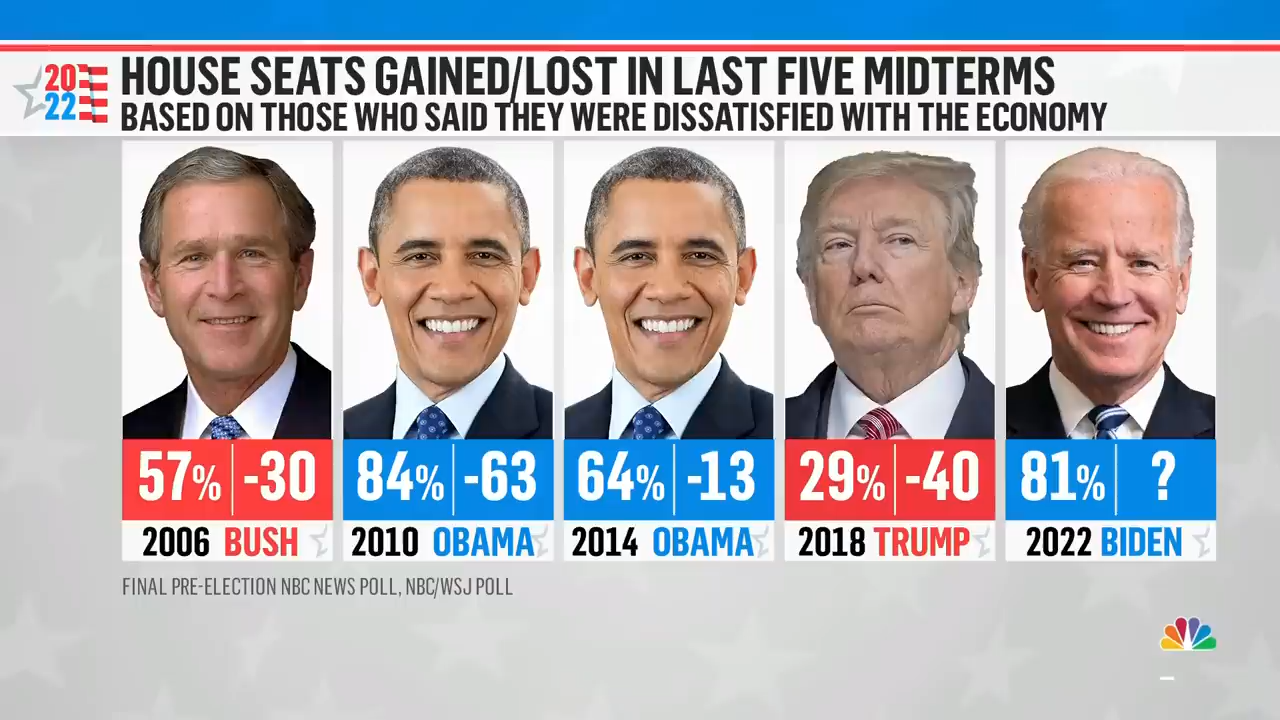 2022
HOUSE SEATS GAINED/LOST IN LAST FIVE MIDTERMS
BASED ON THOSE WHO SAID THEY WERE DISSATISFIED WITH THE ECONOMY
57% -30
2006 BUSH
84% -63
2010 OBAMA
64% -13
2014 OBAMA
29% -40
2018 TRUMP
81% ?
2022 BIDEN
FINAL PRE-ELECTION NBC NEWS POLL, NBC/WSJ POLL